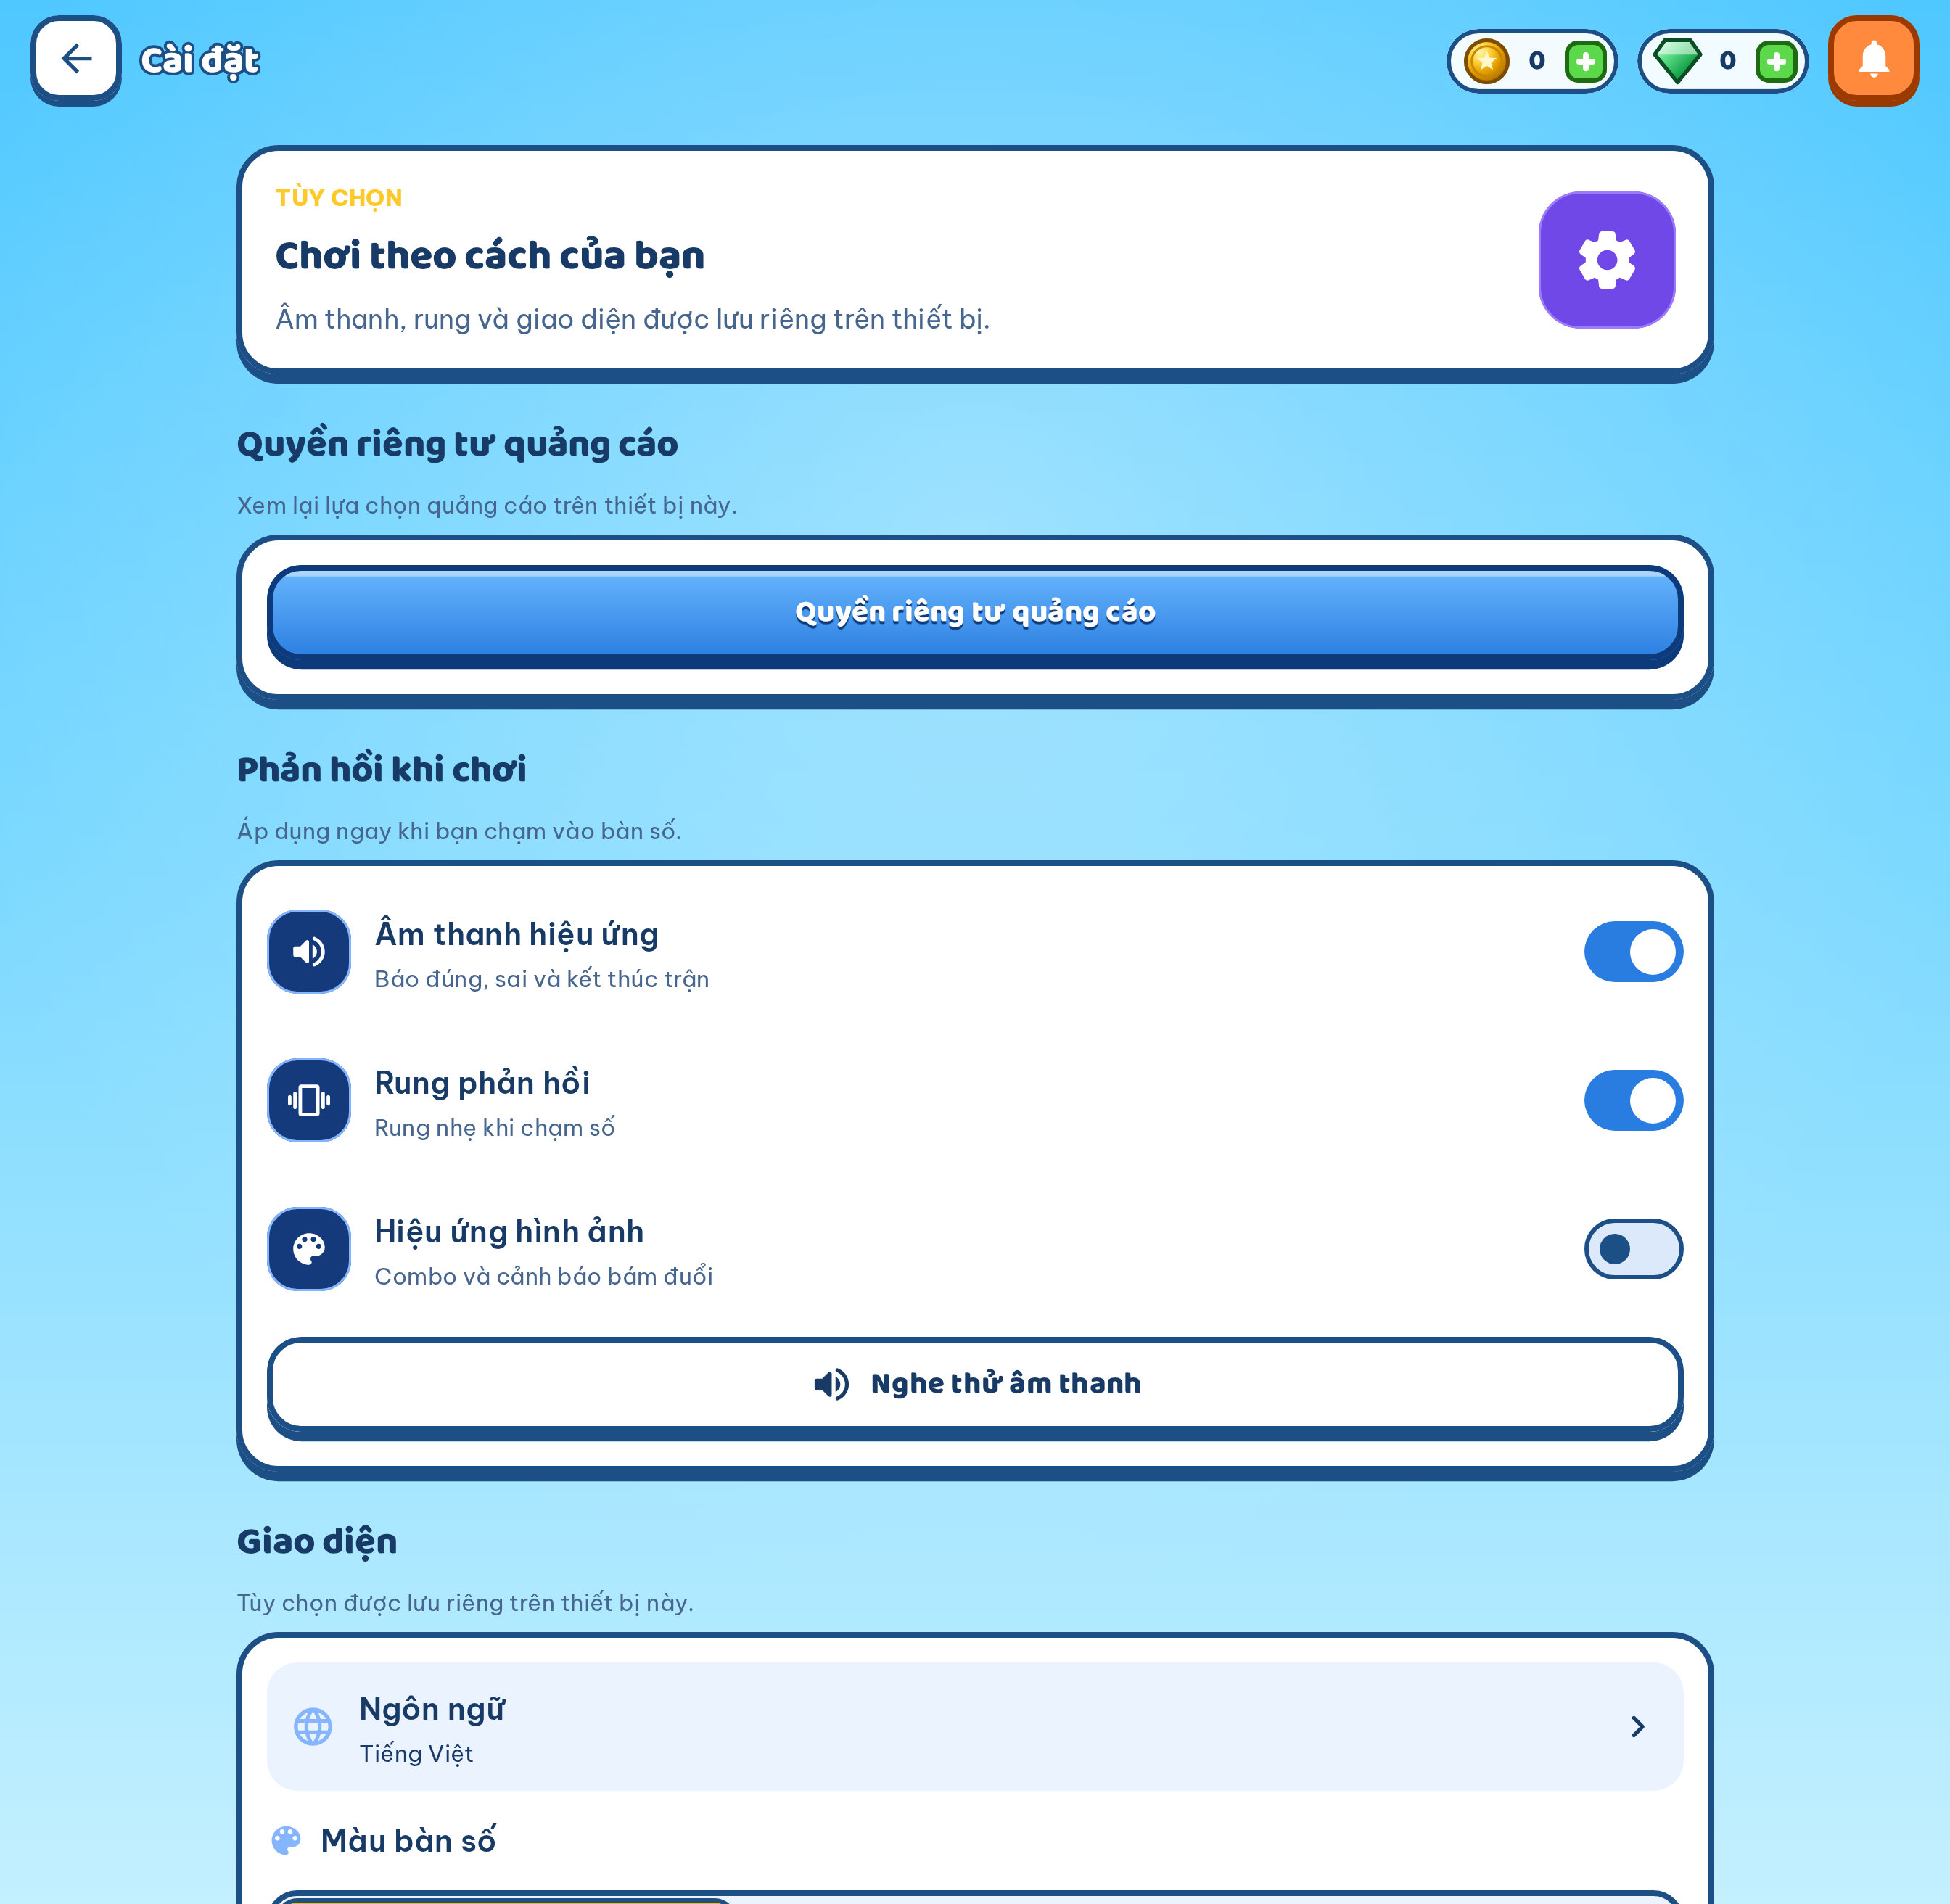 Cài đặt
0
0
TÙY CHỌN
Chơi theo cách của bạn
Âm thanh, rung và giao diện được lưu riêng trên thiết bị.
Quyền riêng tư quảng cáo
Xem lại lựa chọn quảng cáo trên thiết bị này.
Quyền riêng tư quảng cáo
Phản hồi khi chơi
Áp dụng ngay khi bạn chạm vào bàn số.
Âm thanh hiệu ứng
Báo đúng, sai và kết thúc trận
Rung phản hồi
Rung nhẹ khi chạm số
Hiệu ứng hình ảnh
Combo và cảnh báo bám đuổi
Nghe thử âm thanh
Giao diện
Tùy chọn được lưu riêng trên thiết bị này.
Ngôn ngữ
Tiếng Việt
Màu bàn số